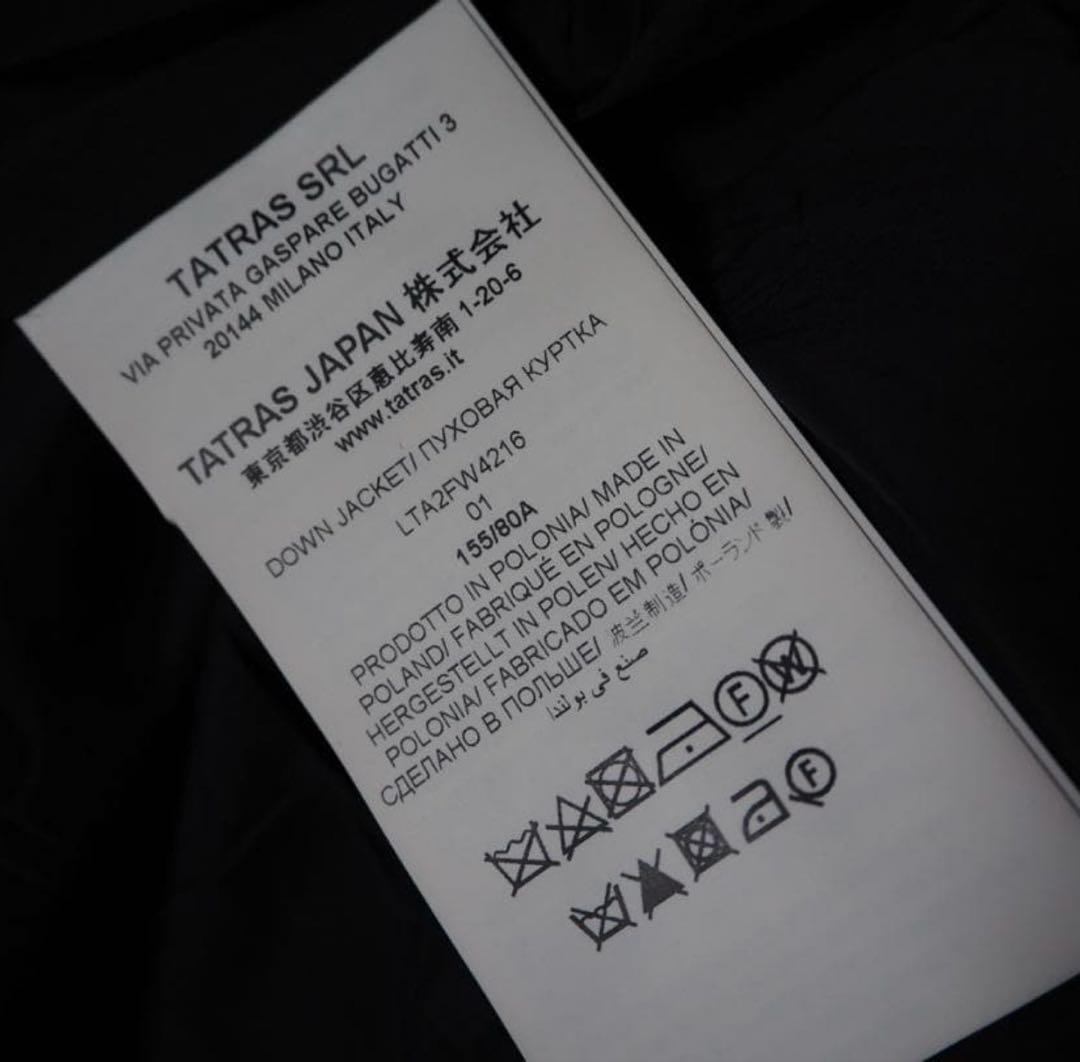 TATRAS SRL
VIA PRIVATA GASPARE BUGATTI 3
20144 MILANO ITALY
TATRAS JAPAN 株式会社
東京都渋谷区恵比寿南 1-20-6
www.tatras.it
DOWN JACKET/ ПУХОВАЯ КУРТКА
LTA2FW4216
01
155/80A
PRODOTTO IN POLONIA/ MADE IN
POLAND/ FABRIQUÉ EN POLOGNE/
HERGESTELLT IN POLEN/ HECHO EN
POLONIA/ FABRICADO EM POLÓNIA/
СДЕЛАНО В ПОЛЬШЕ/ 波兰制造/ ポーランド 製/
صنع في بولندا
F W
F